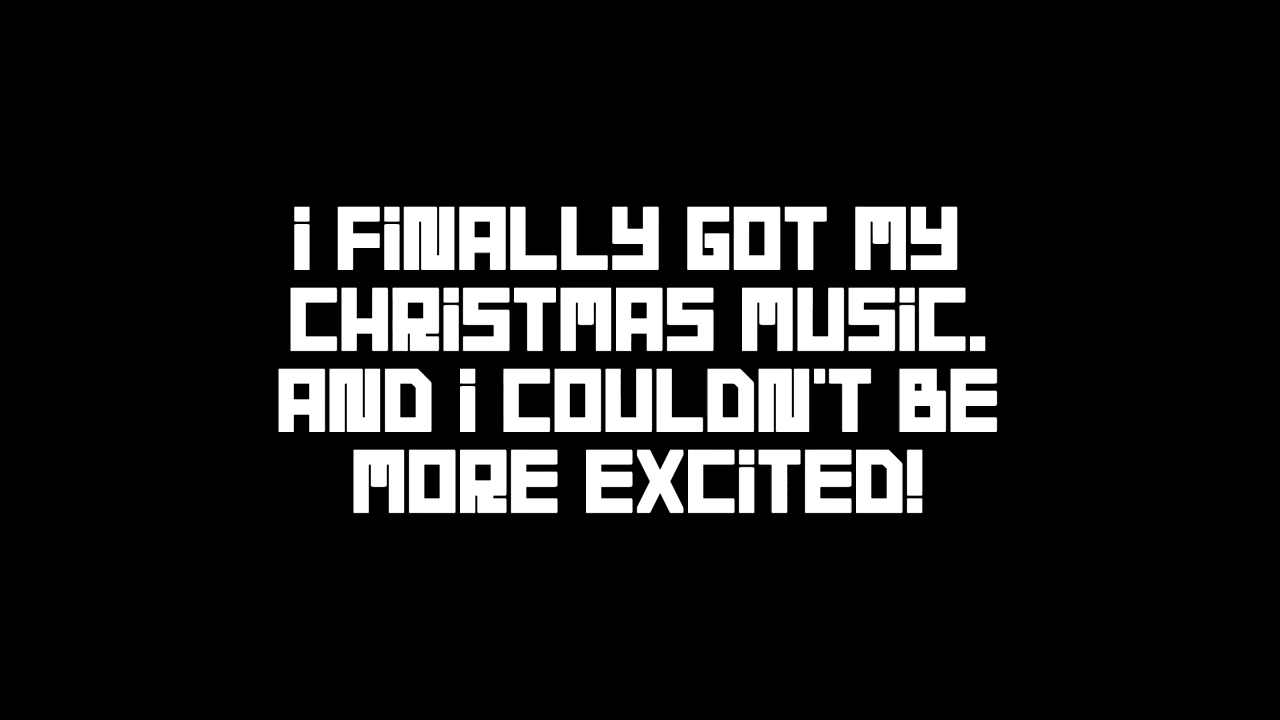 I FINALLY GOT MY
CHRISTMAS MUSIC.
AND I COULDN'T BE
MORE EXCITED!